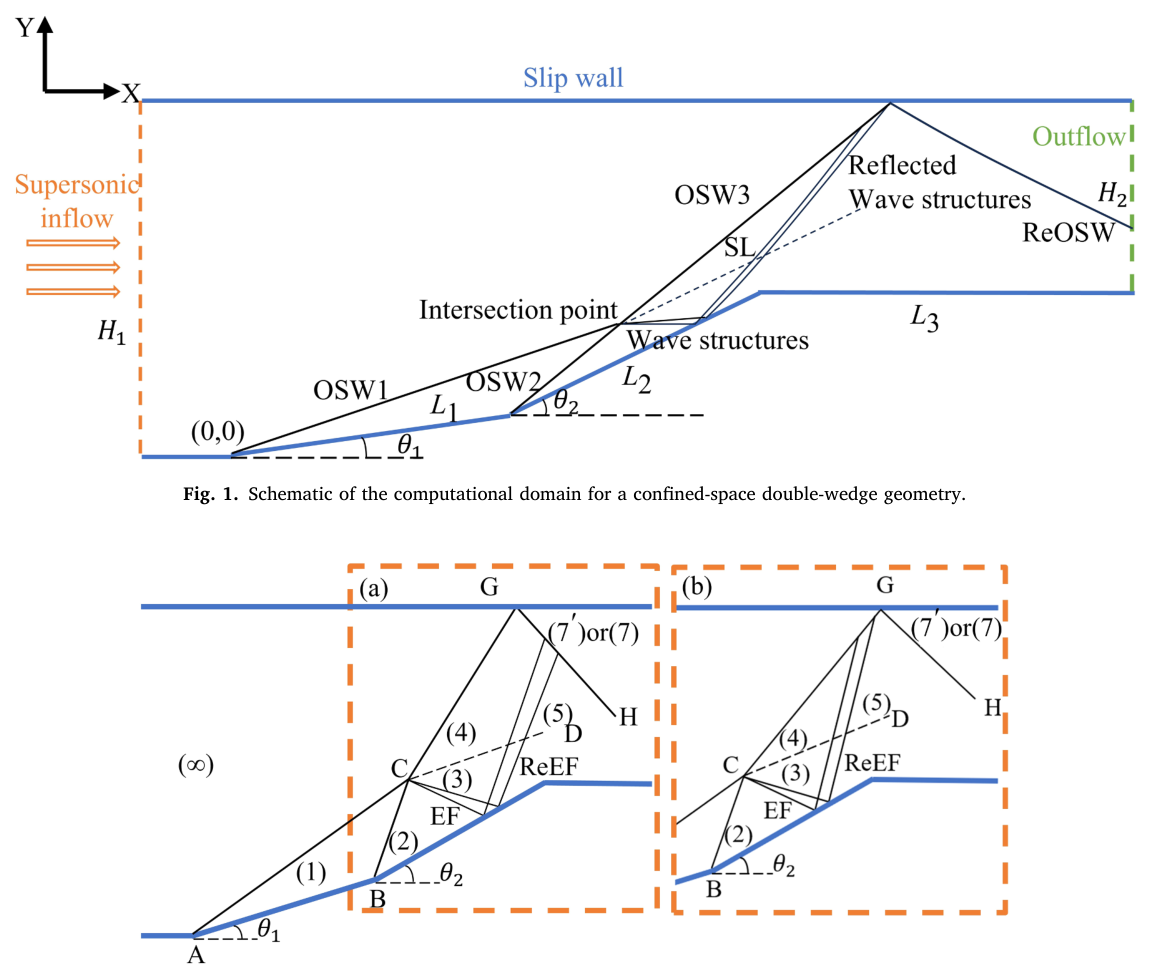 Y
X
Slip wall
Supersonic
inflow
Outflow
Reflected
Wave structures
OSW3
H₂
ReOSW
SL
Intersection point
H₁
Wave structures
L₃
OSW1
OSW2
L₂
L₁
θ₂
(0,0)
θ₁
Fig. 1. Schematic of the computational domain for a confined-space double-wedge geometry.
(a)
G
(7′)or(7)
H
(5)
D
(4)
(∞)
C
(3)
ReEF
EF
(2)
(1)
θ₂
B
θ₁
A
(b)
G
(7′)or(7)
H
(5)
D
(4)
C
(3)
ReEF
EF
(2)
θ₂
B